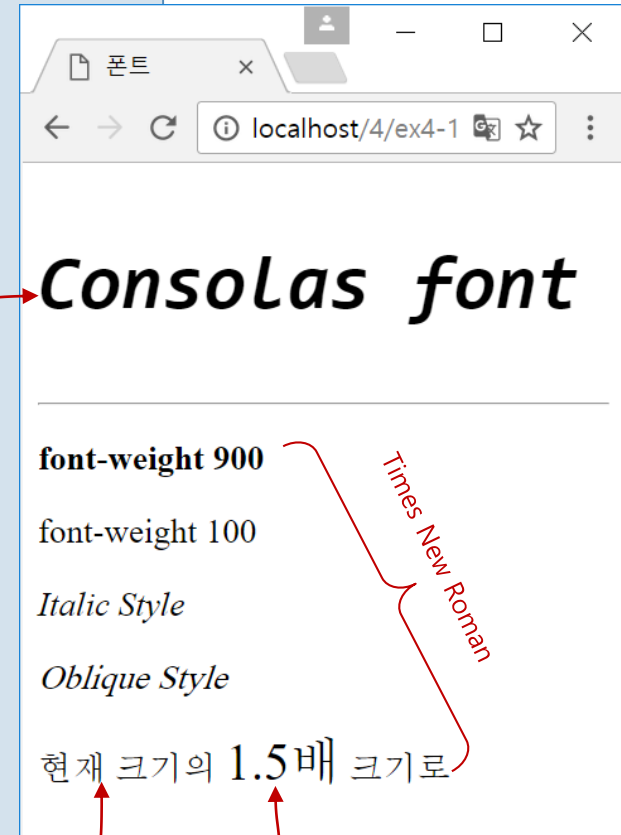 폰트
localhost/4/ex4-1
Consolas font
font-weight 900
font-weight 100
Italic Style
Oblique Style
현재 크기의 1.5배 크기로
Times New Roman